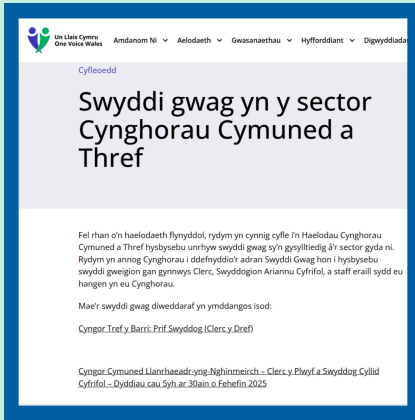 Un Llais Cymru
One Voice Wales
Amdanom Ni Aelodaeth Gwasanaethau Hyfforddiant Digwyddiadau
Cyfleoedd
Swyddi gwag yn y sector
Cynghorau Cymuned a
Thref
Fel rhan o'n haelodaeth flynyddol, rydym yn cynnig cyfle i'n Haelodau Cynghorau
Cymuned a Thref hysbysebu unrhyw swyddi gwag sy'n gysylltiedig â'r sector gyda ni.
Rydym yn annog Cynghorau i ddefnyddio'r adran Swyddi Gwag hon i hysbysebu
swyddi gweigion gan gynnwys Clerc, Swyddogion Ariannu Cyfrifol, a staff eraill sydd eu
hangen yn eu Cynghorau.
Mae'r swyddi gwag diweddaraf yn ymddangos isod:
Cyngor Tref y Barri: Prif Swyddog (Clerc y Dref)
Cyngor Cymuned Llanrhaeadr-yng-Nghinmeirch – Clerc y Plwyf a Swyddog Cyllid
Cyfrifol – Dyddiau cau 5yh ar 30ain o Fehefin 2025